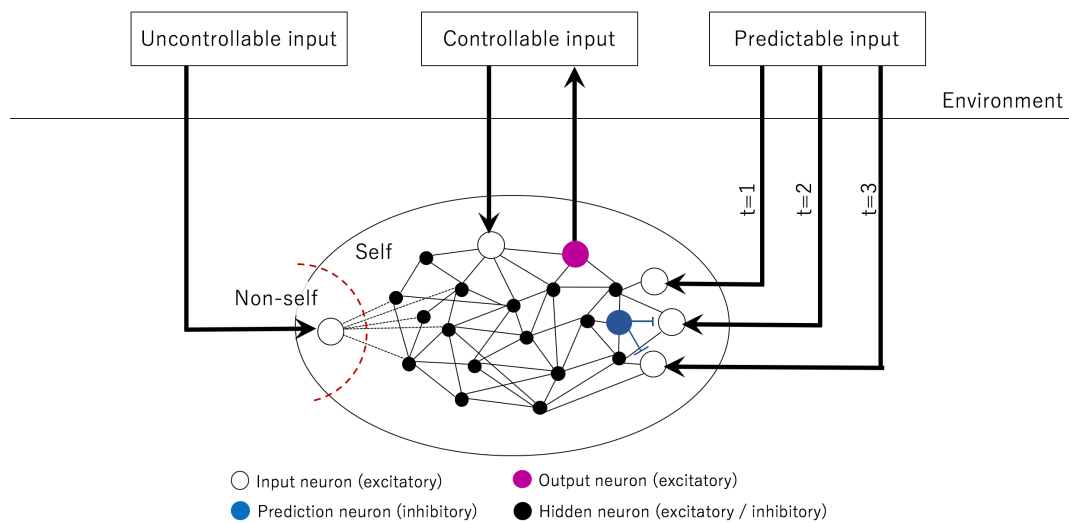 Uncontrollable input
Controllable input
Predictable input
Environment
t=1
t=2
t=3
Self
Non-self
Input neuron (excitatory)
Output neuron (excitatory)
Prediction neuron (inhibitory)
Hidden neuron (excitatory / inhibitory)